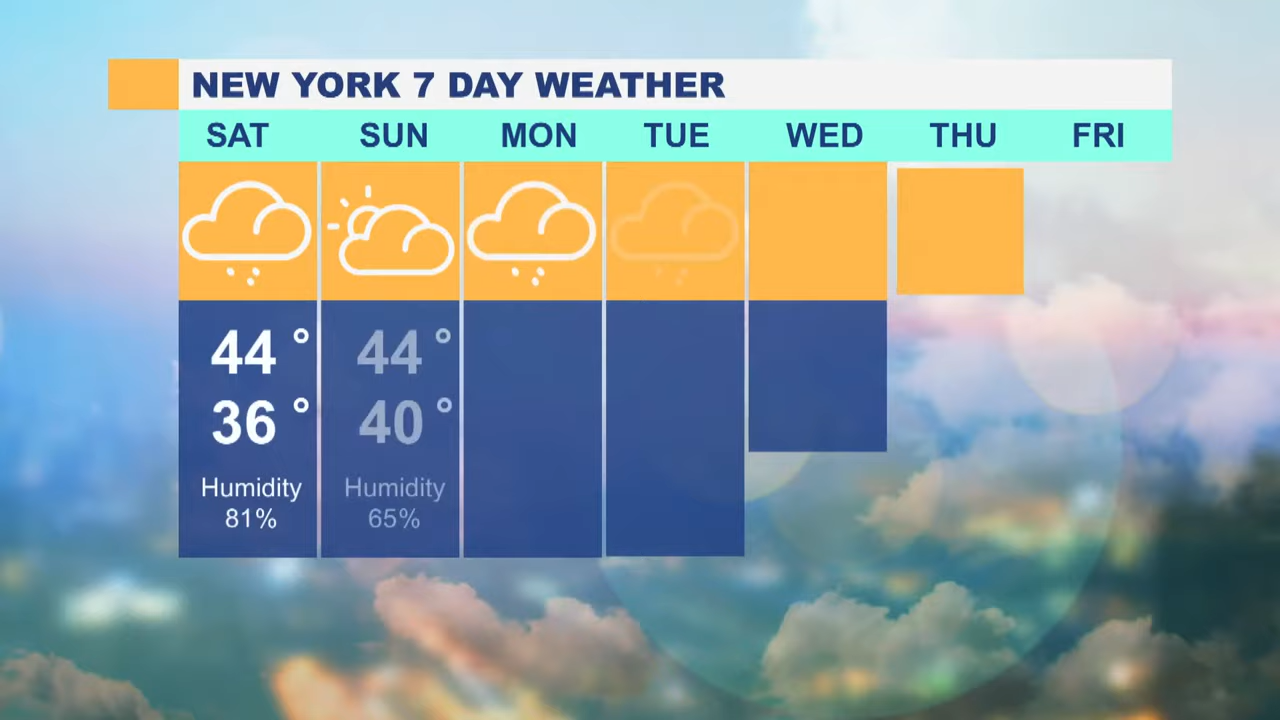 NEW YORK 7 DAY WEATHER
SAT SUN MON TUE WED THU FRI
44° 44°
36° 40°
Humidity Humidity
81% 65%